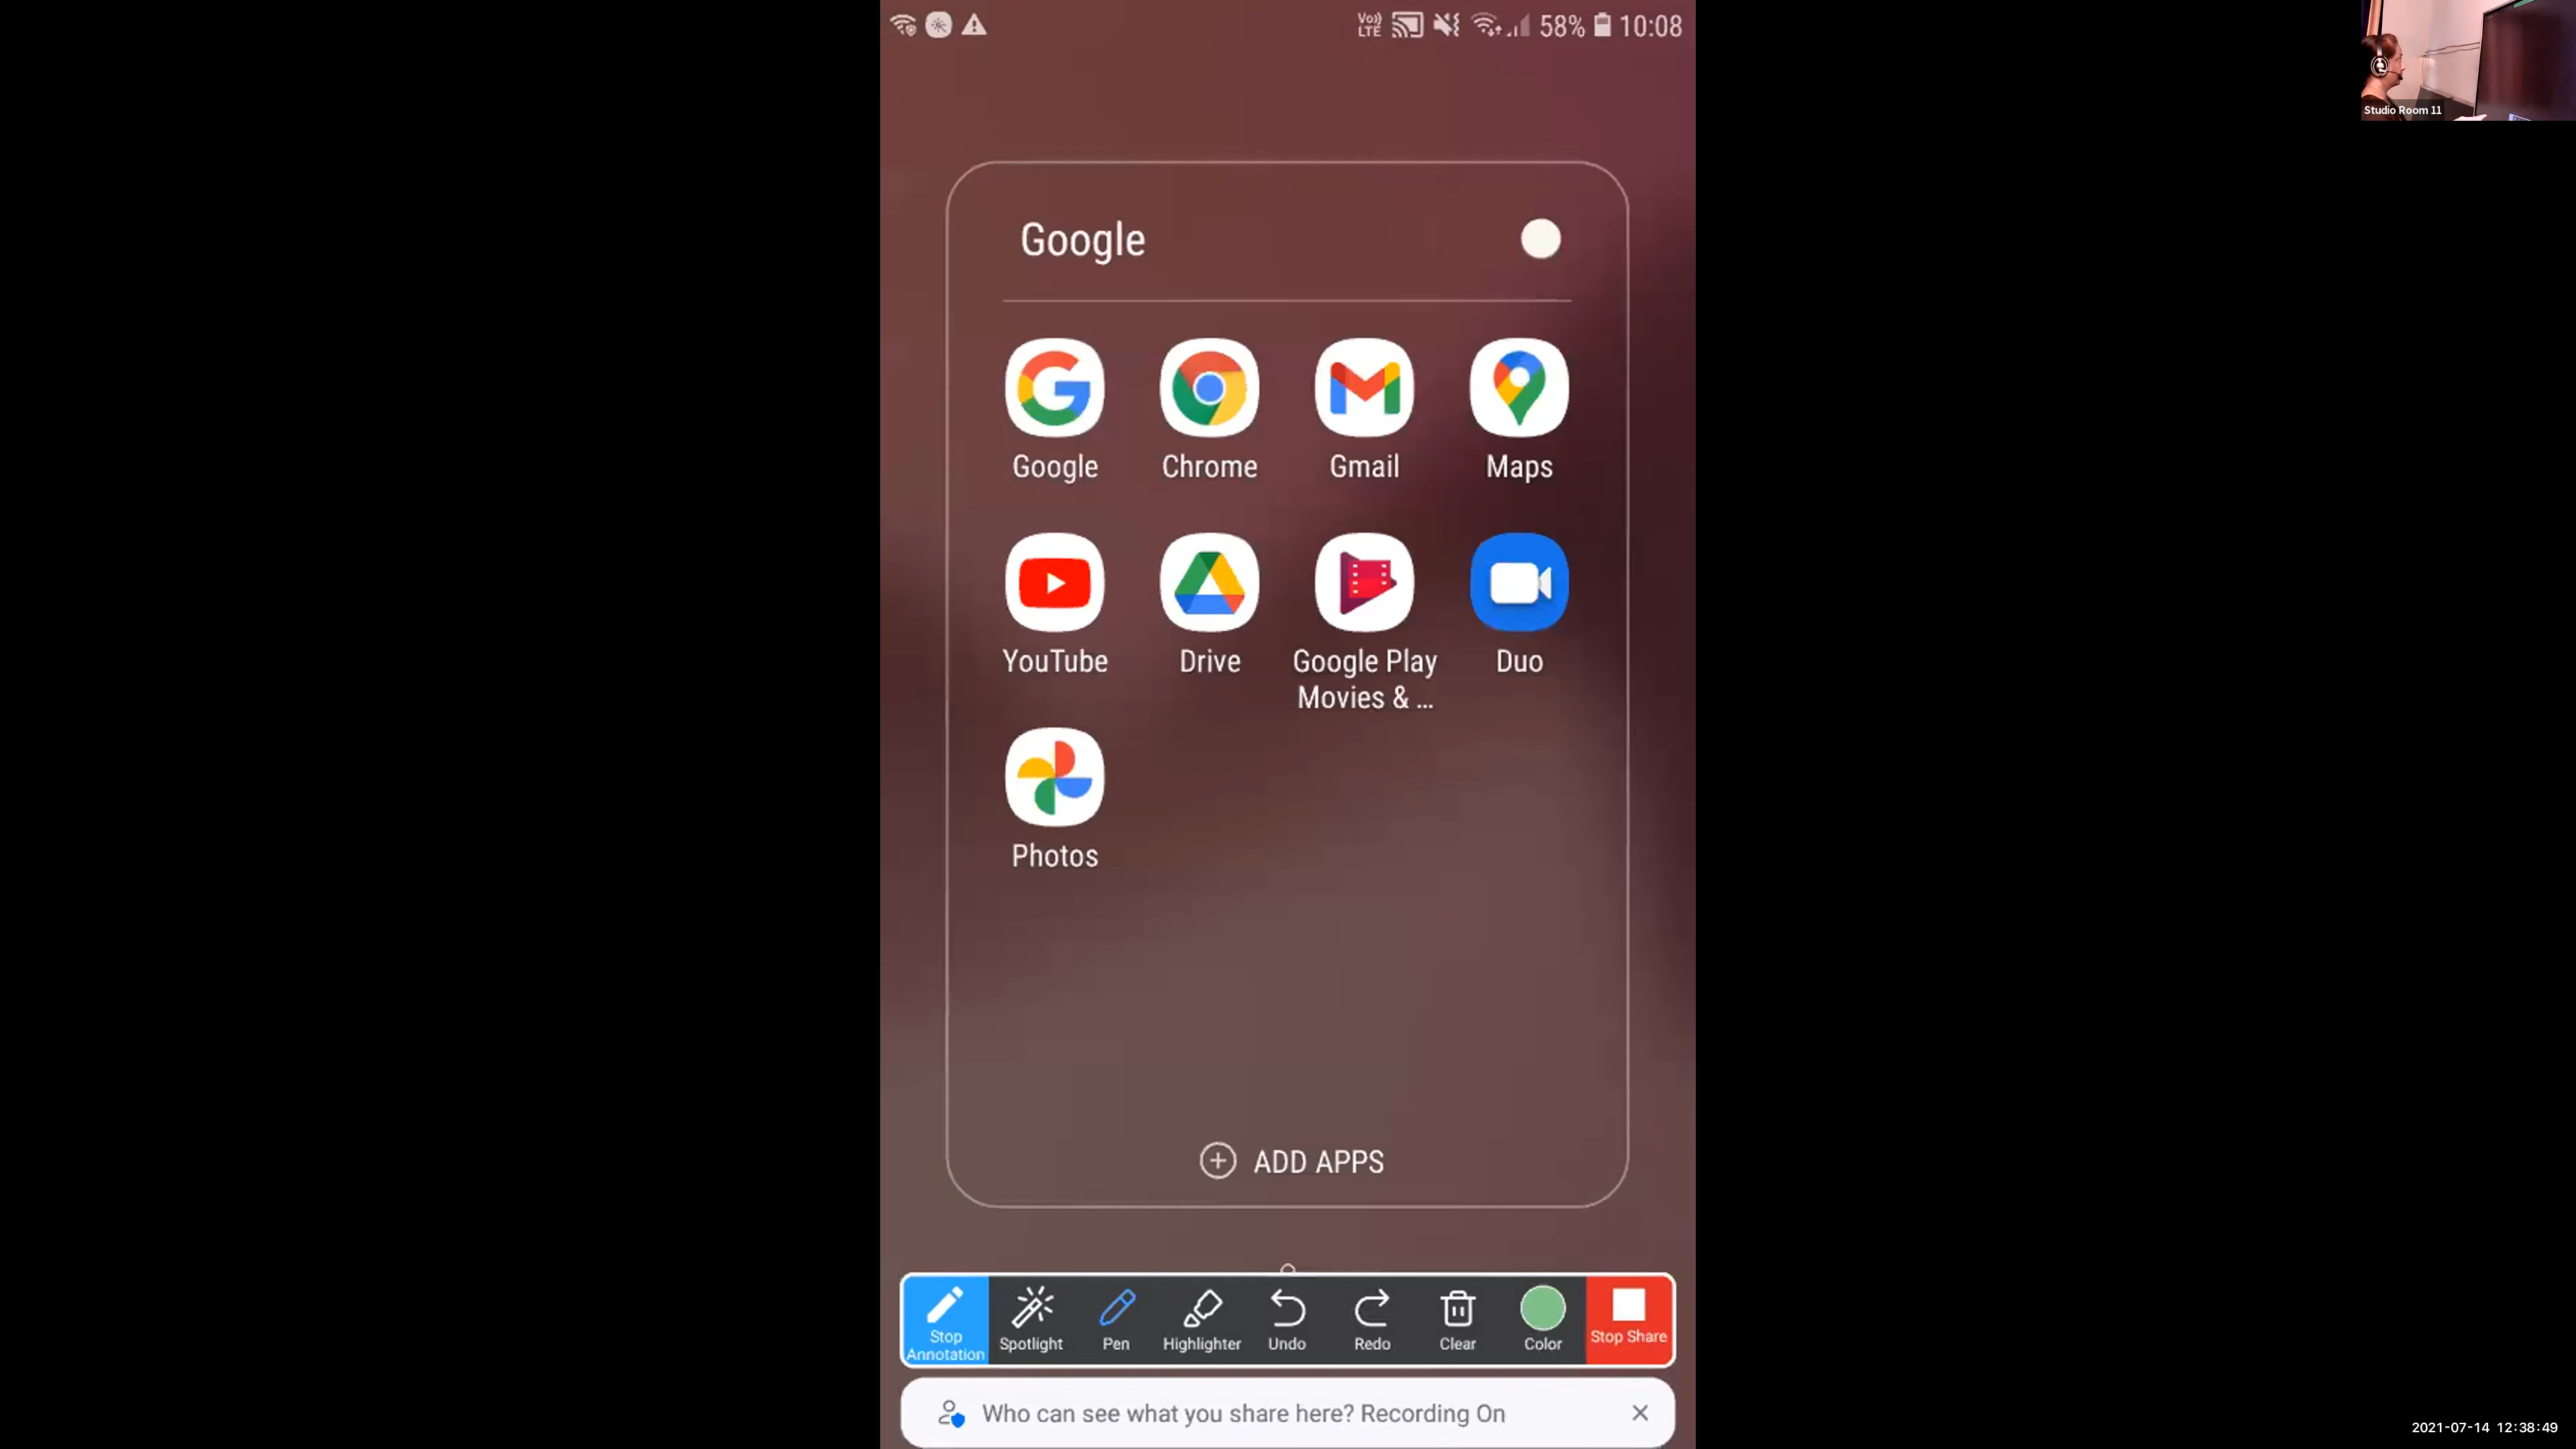 Vo)) LTE 58% 10:08
Studio Room 11
Google
Google Chrome Gmail Maps
YouTube Drive Google Play Duo
Movies & ...
Photos
ADD APPS
Stop Annotation Spotlight Pen Highlighter Undo Redo Clear Color Stop Share
Who can see what you share here? Recording On
2021-07-14 12:38:49